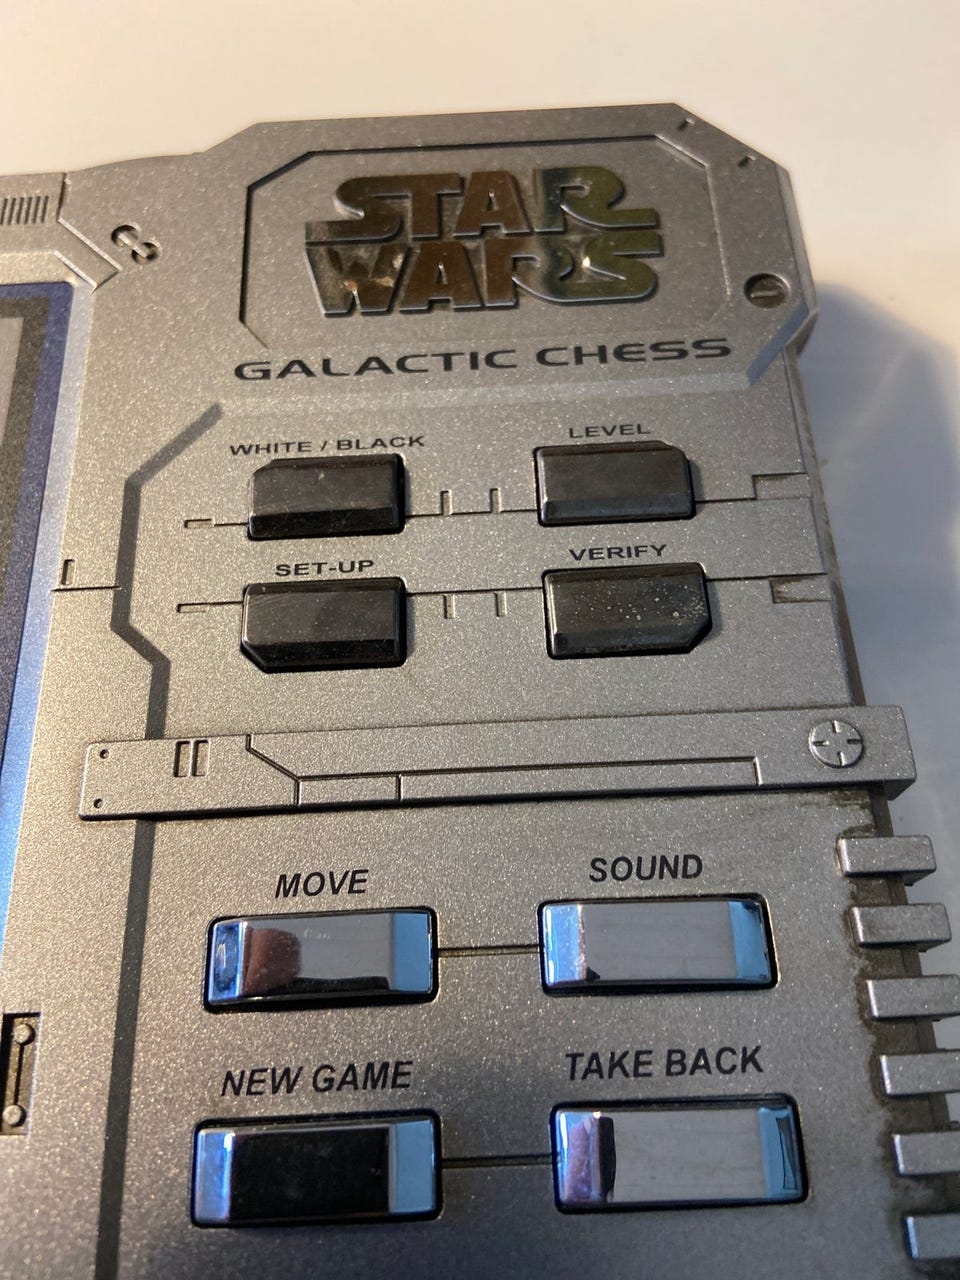 STAR
WARS
GALACTIC CHESS
WHITE / BLACK
LEVEL
SET-UP
VERIFY
MOVE
SOUND
NEW GAME
TAKE BACK